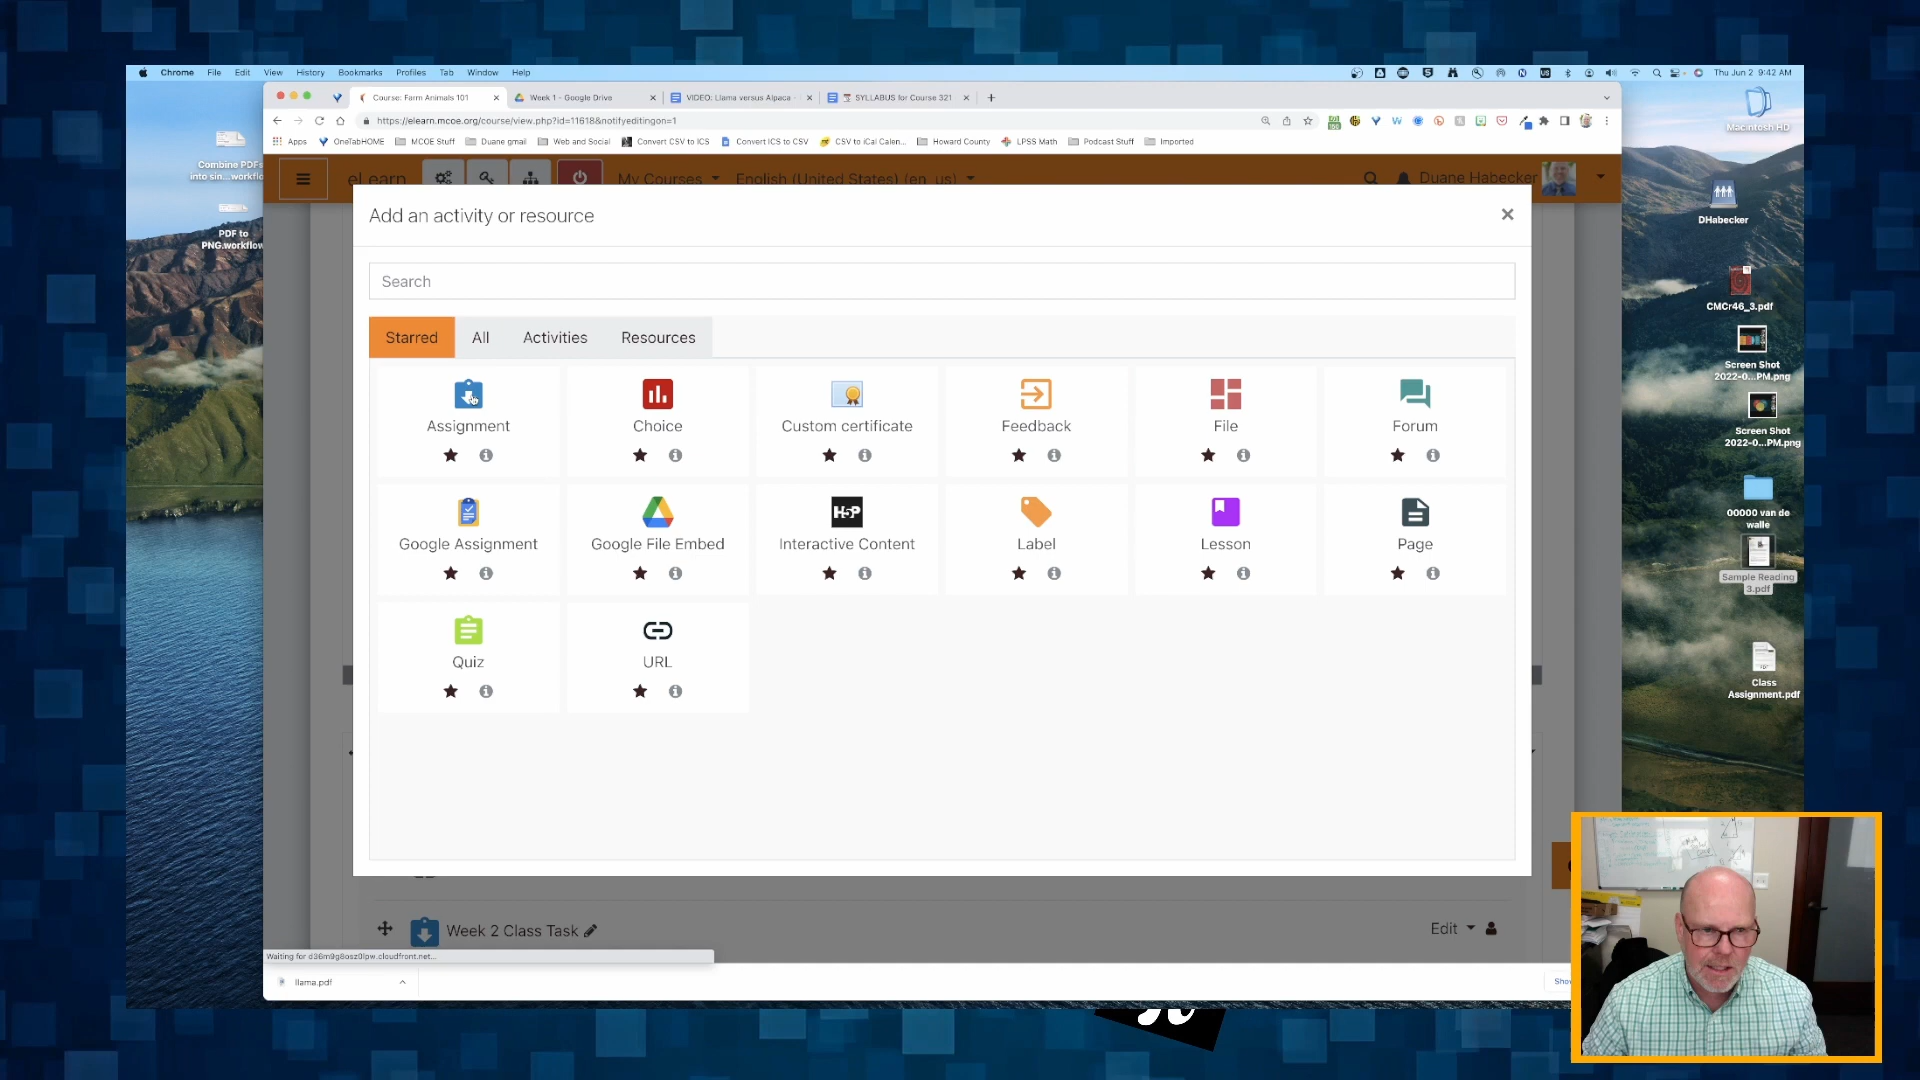 Chrome File Edit View History Bookmarks Profiles Tab Window Help
Thu Jun 2 9:42 AM
Course: Farm Animals 101
Week 1 - Google Drive
VIDEO: Llama versus Alpaca -
SYLLABUS for Course 321
https://elearn.mcoe.org/course/view.php?id=11618&notifyeditingon=1
Apps OneTabHOME MCOE Stuff Duane gmail Web and Social Convert CSV to ICS Convert ICS to CSV CSV to iCal Calen... Howard County LPSS Math Podcast Stuff Imported
eLearn My Courses English (United States) (en_us) Duane Habecker
Add an activity or resource
Search
Starred All Activities Resources
Assignment Choice Custom certificate Feedback File Forum
Google Assignment Google File Embed H5P Interactive Content Label Lesson Page
Quiz URL
Week 2 Class Task Edit
Waiting for d36m9g8osz0lpw.cloudfront.net...
llama.pdf
Combine PDFs
into sin...workflo
PDF to
PNG.workflow
Macintosh HD
DHabecker
CMCr46_3.pdf
Screen Shot
2022-0...PM.png
Screen Shot
2022-0...PM.png
00000 van de
walle
Sample Reading
3.pdf
Class
Assignment.pdf